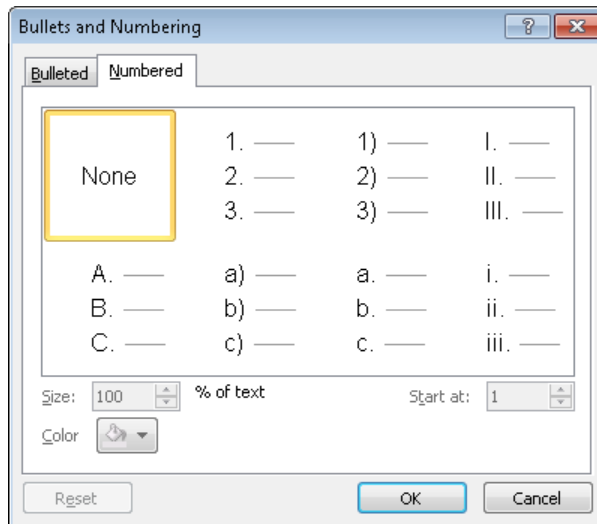 Bullets and Numbering
Bulleted Numbered
None
1.
2.
3.
1)
2)
3)
I.
II.
III.
A.
B.
C.
a)
b)
c)
a.
b.
c.
i.
ii.
iii.
Size: 100 % of text Start at: 1
Color
Reset OK Cancel